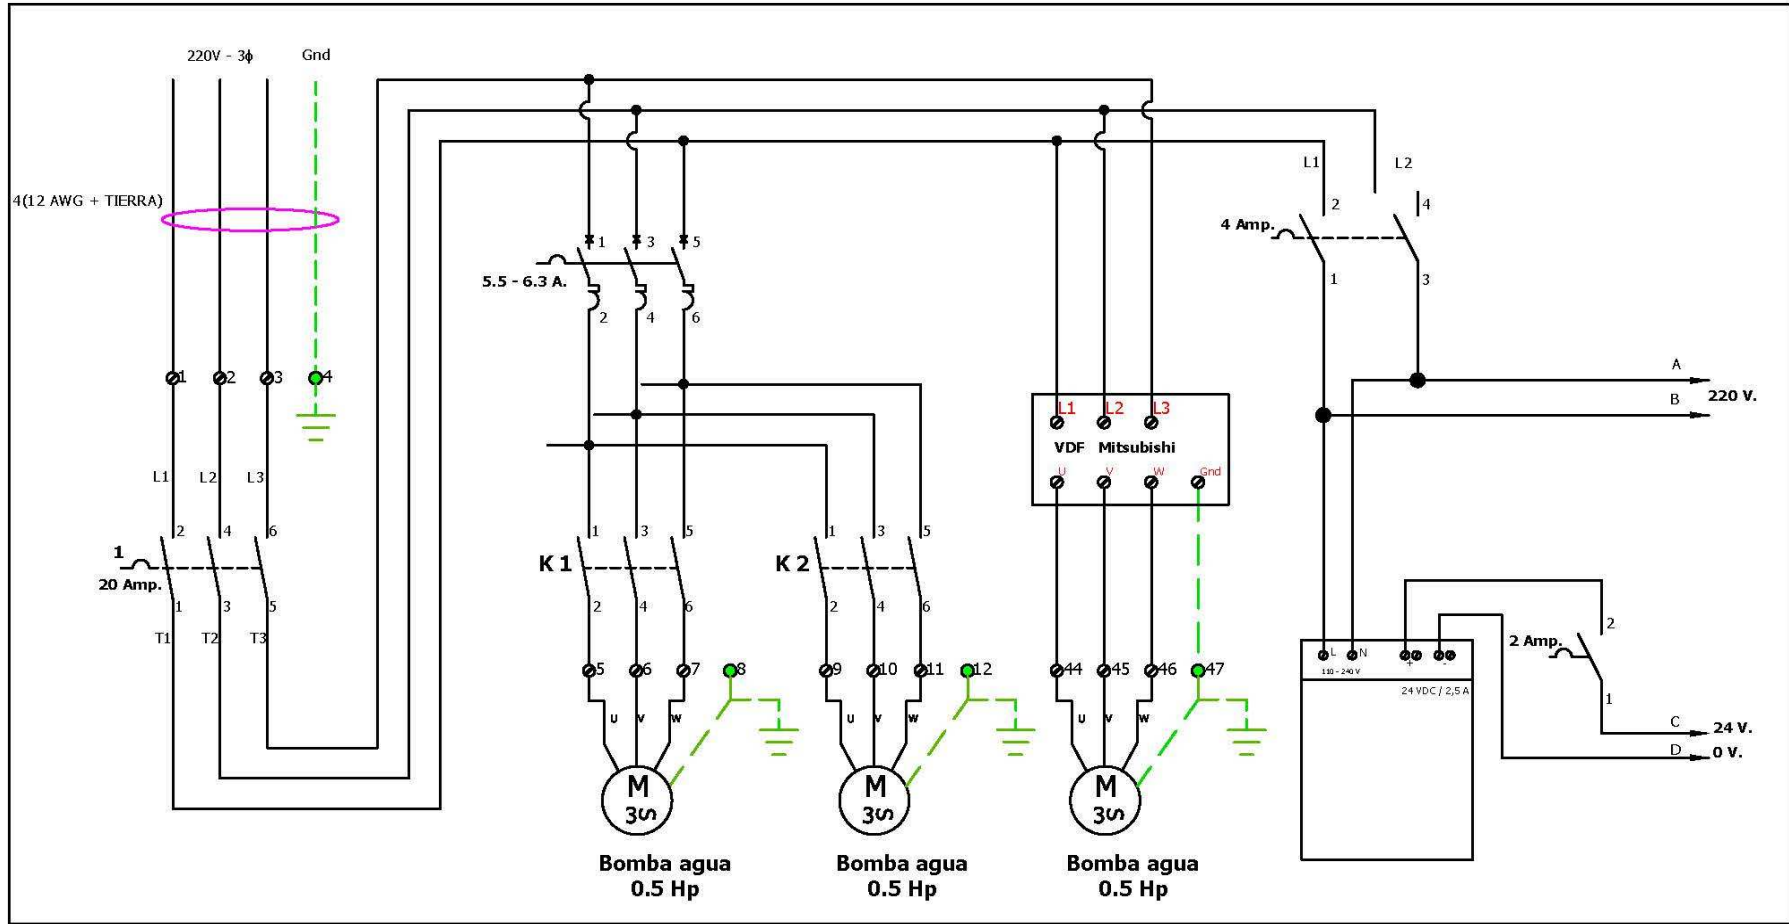 220V - 3ϕ Gnd
L1 L2
4(12 AWG + TIERRA)
2 4
4 Amp.
1 3 5
5.5 - 6.3 A.
1 3
2 4 6
1 2 3 4
A
220 V.
B
L1 L2 L3
VDF Mitsubishi
U V W Gnd
L1 L2 L3
2 4 6
1
20 Amp.
1 3 5
T1 T2 T3
1 3 5
K 1
2 4 6
1 3 5
K 2
2 4 6
2
2 Amp.
1
L N + -
110 - 240 V
24 VDC / 2,5 A
C
24 V.
D
0 V.
5 6 7 8 9 10 11 12 44 45 46 47
U V W U V W U V W
M M M
3S 3S 3S
Bomba agua Bomba agua Bomba agua
0.5 Hp 0.5 Hp 0.5 Hp